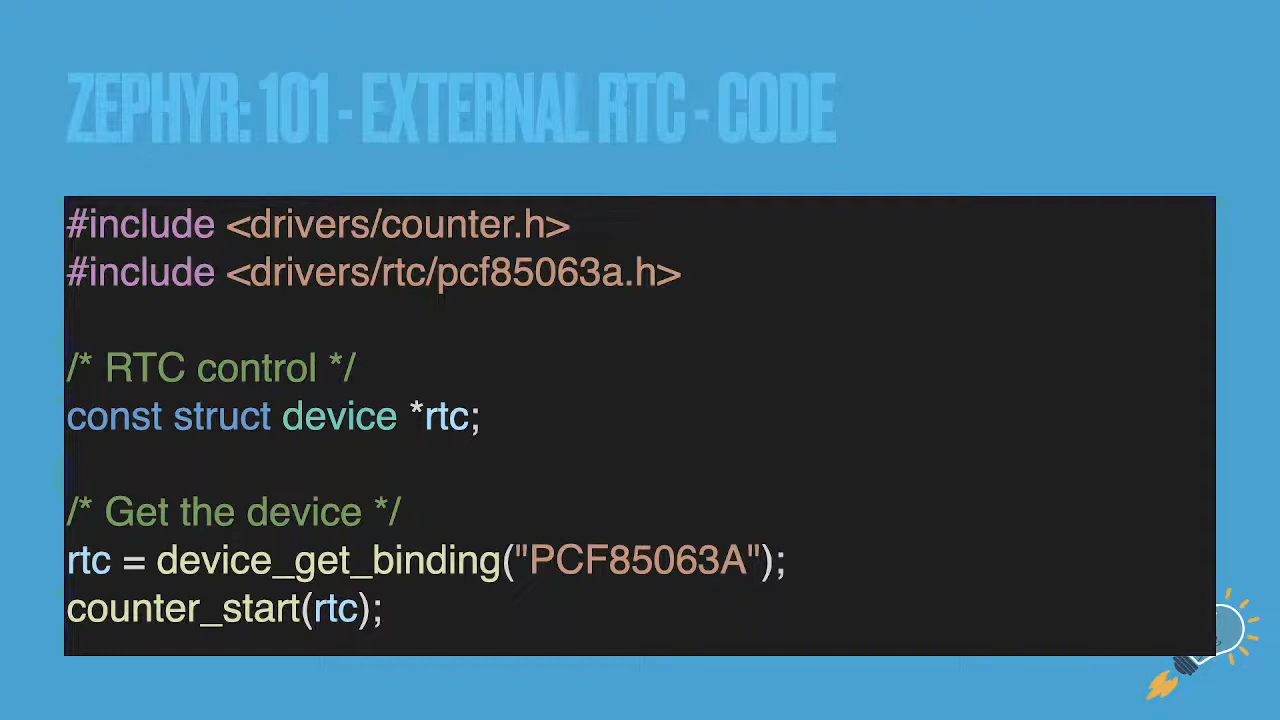 ZEPHYR: 101 - EXTERNAL RTC - CODE
#include <drivers/counter.h>
#include <drivers/rtc/pcf85063a.h>
/* RTC control */
const struct device *rtc;
/* Get the device */
rtc = device_get_binding("PCF85063A");
counter_start(rtc);